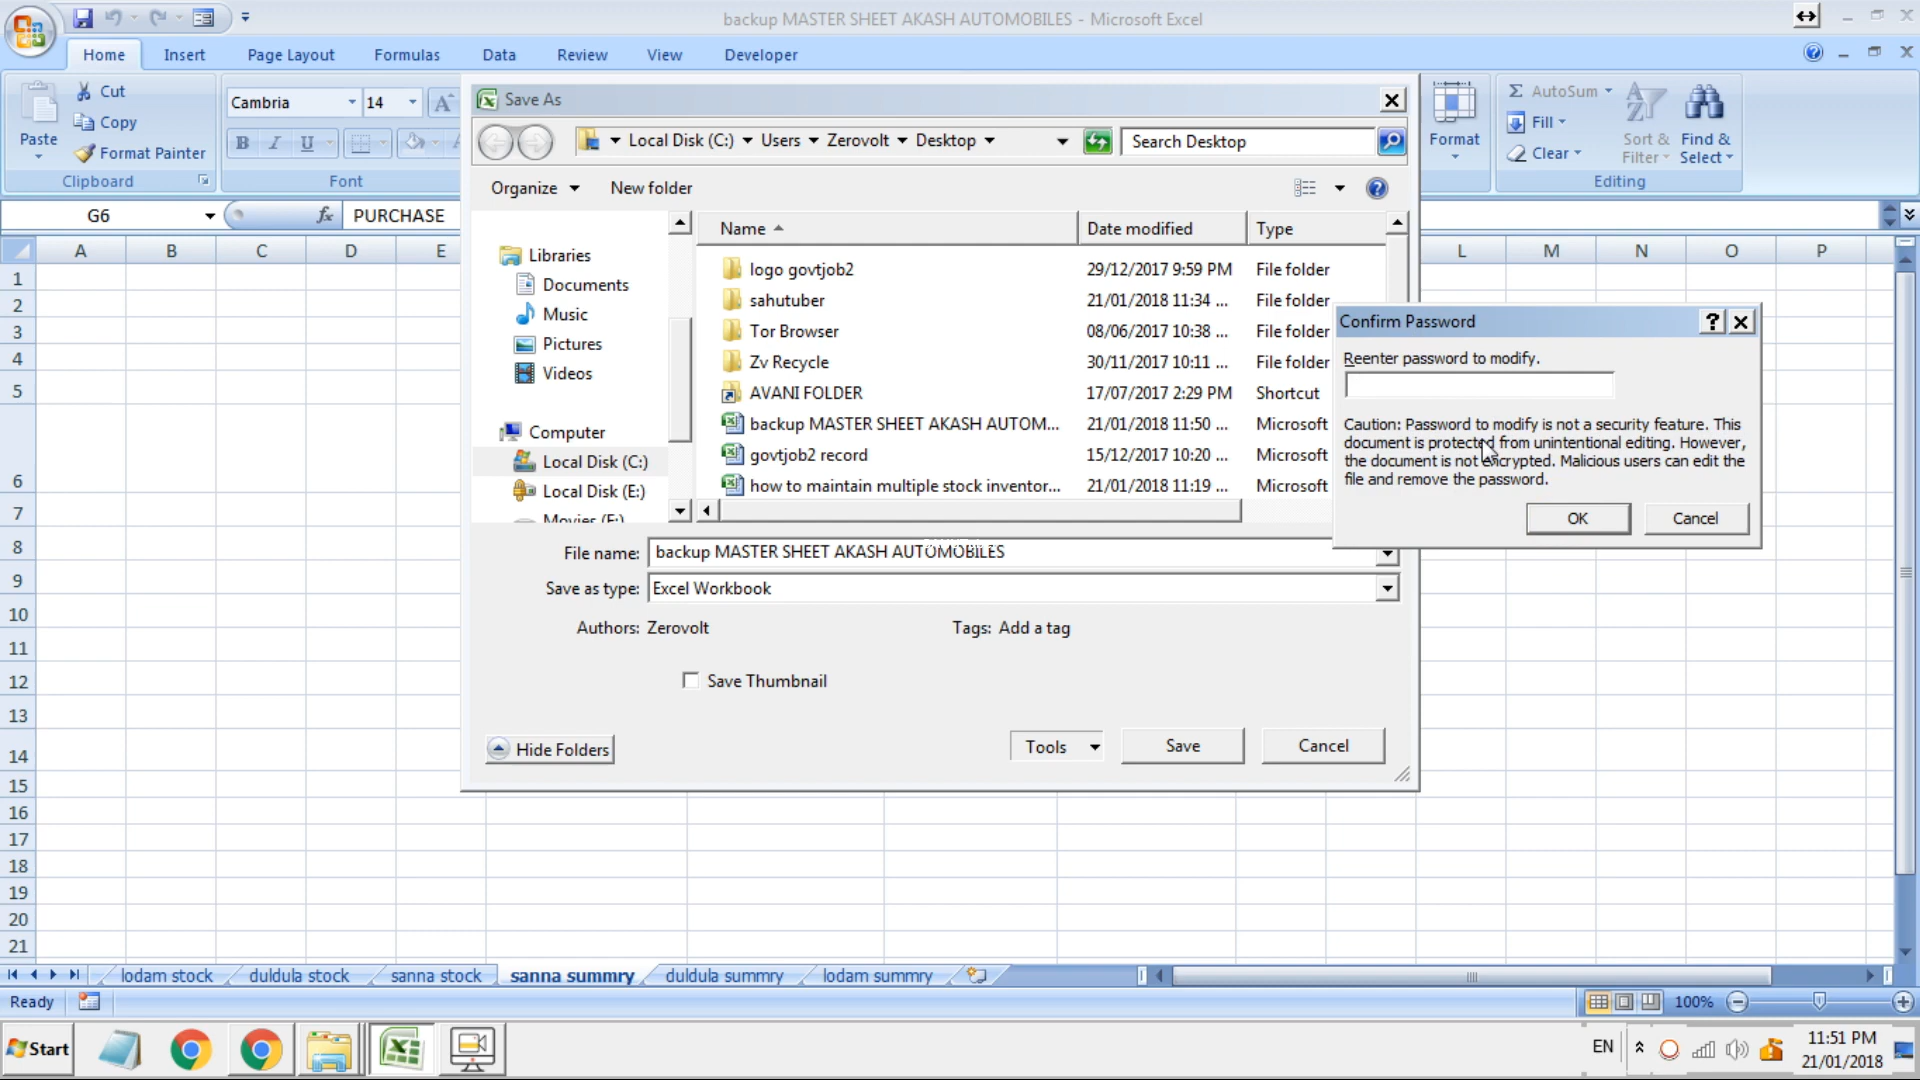 backup MASTER SHEET AKASH AUTOMOBILES - Microsoft Excel
Home Insert Page Layout Formulas Data Review View Developer
Paste
Cut
Copy
Format Painter
Clipboard
Cambria 14
B I U
Font
Format
Σ AutoSum
Fill
Clear
Sort & Filter
Find & Select
Editing
G6 fx PURCHASE
A B C D E L M N O P
1
2
3
4
5
6
7
8
9
10
11
12
13
14
15
16
17
18
19
20
21
Save As
Local Disk (C:) Users Zerovolt Desktop
Search Desktop
Organize New folder
Libraries
Documents
Music
Pictures
Videos
Computer
Local Disk (C:)
Local Disk (E:)
Movies (F:)
Name Date modified Type
logo govtjob2 29/12/2017 9:59 PM File folder
sahutuber 21/01/2018 11:34 ... File folder
Tor Browser 08/06/2017 10:38 ... File folder
Zv Recycle 30/11/2017 10:11 ... File folder
AVANI FOLDER 17/07/2017 2:29 PM Shortcut
backup MASTER SHEET AKASH AUTOM... 21/01/2018 11:50 ... Microsoft
govtjob2 record 15/12/2017 10:20 ... Microsoft
how to maintain multiple stock inventor... 21/01/2018 11:19 ... Microsoft
File name: backup MASTER SHEET AKASH AUTOMOBILES
Save as type: Excel Workbook
Authors: Zerovolt Tags: Add a tag
Save Thumbnail
Hide Folders Tools Save Cancel
Confirm Password
Reenter password to modify.
Caution: Password to modify is not a security feature. This
document is protected from unintentional editing. However,
the document is not encrypted. Malicious users can edit the
file and remove the password.
OK Cancel
lodam stock duldula stock sanna stock sanna summry duldula summry lodam summry
Ready 100%
Start EN 11:51 PM
21/01/2018